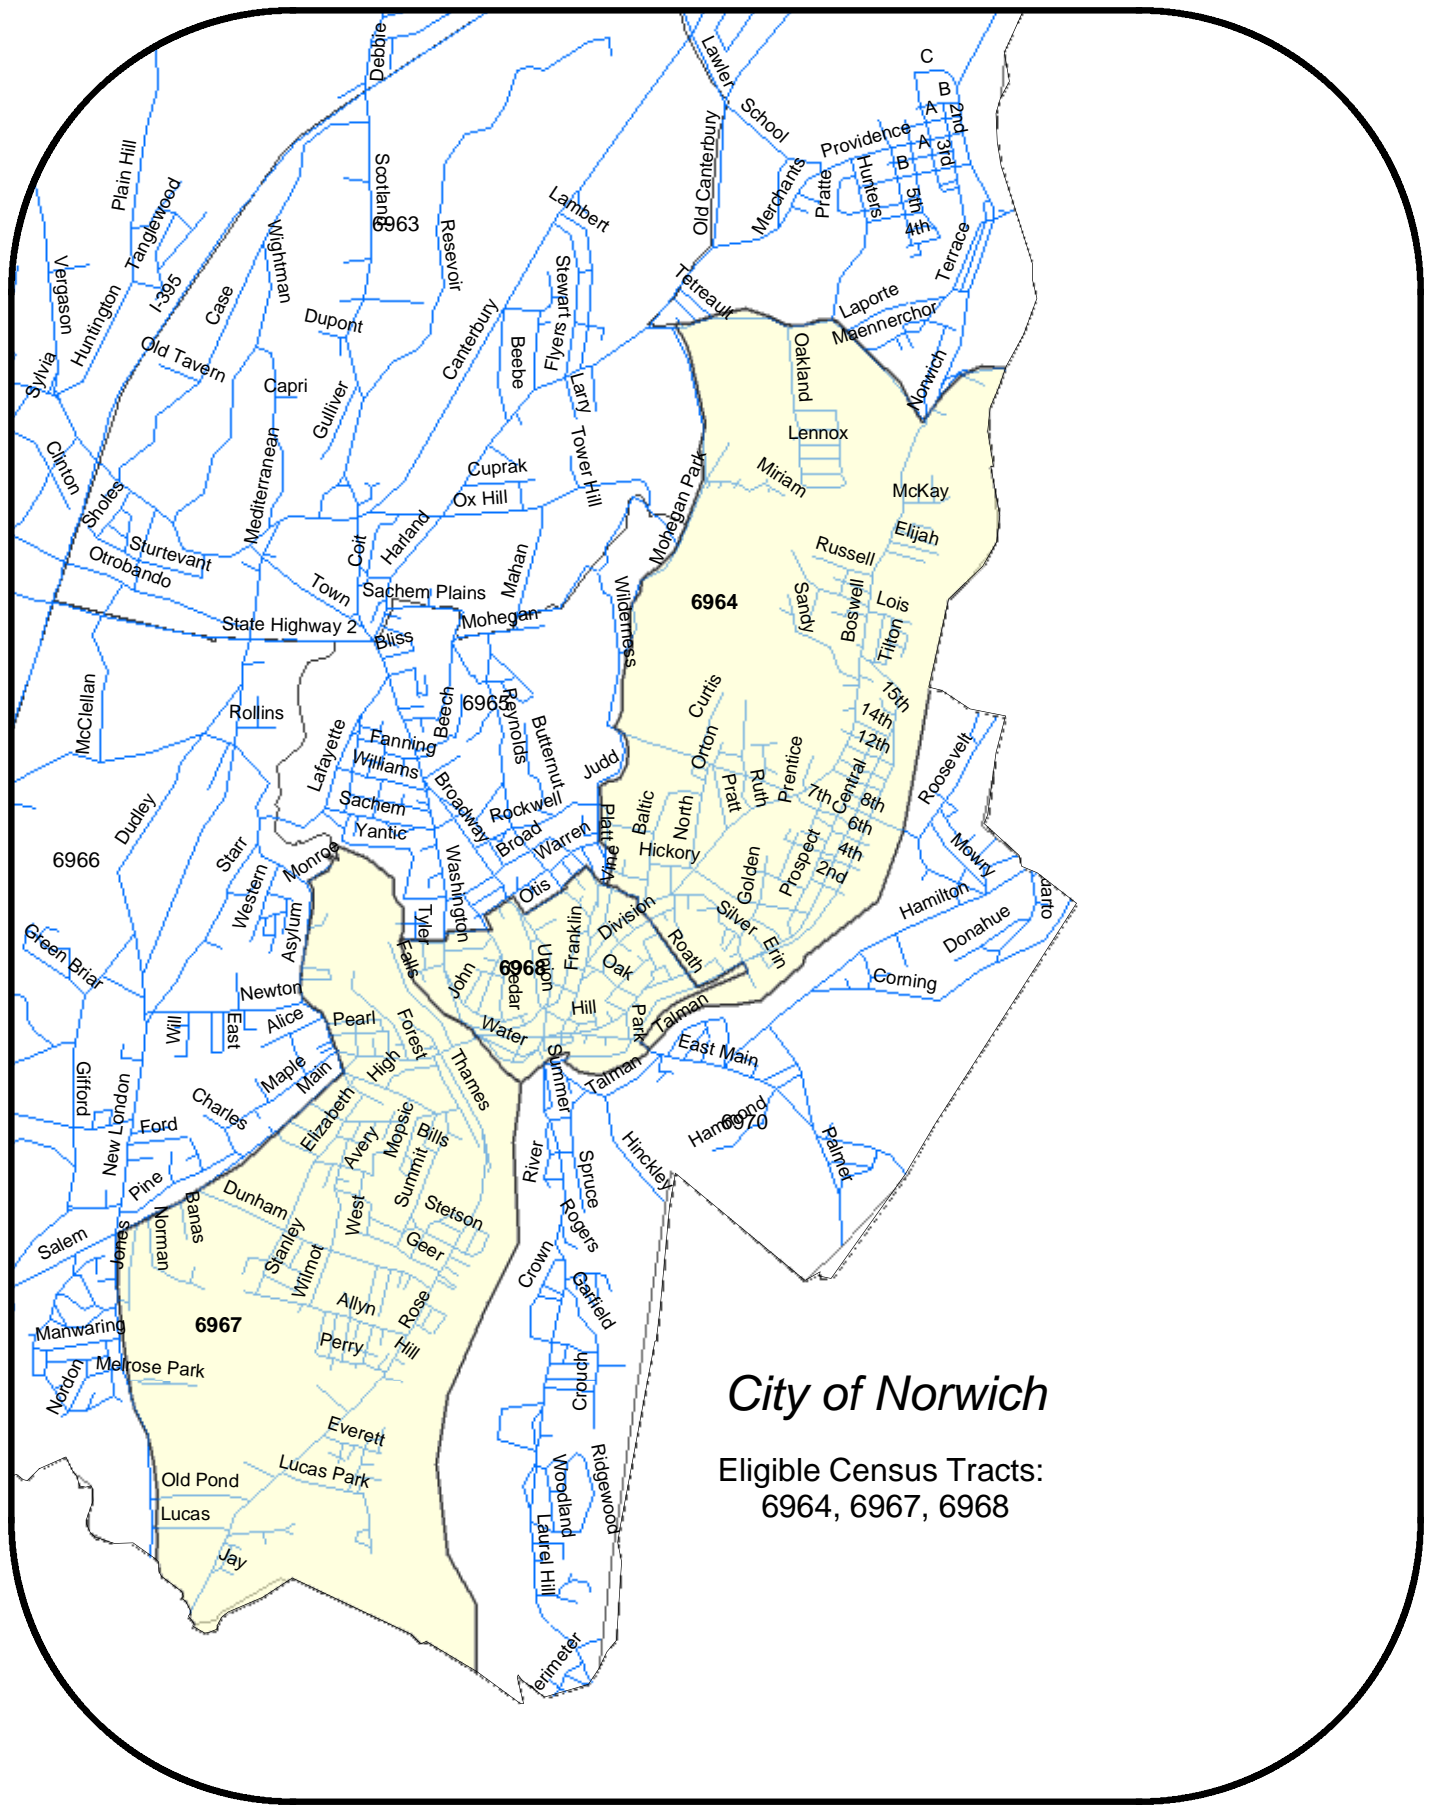 Debbie
Lawler
C
B
A
2nd
School
Providence
A
3rd
B
Plain Hill
Scotland
Old Canterbury
Merchants
Pratte
Hunters
5th
4th
Tanglewood
6963
Lambert
Wightman
Resevoir
Terrace
Vergason
Huntington
I-395
Case
Stewart
Tetreault
Laporte
Maennerchor
Dupont
Canterbury
Flyers
Beebe
Old Tavern
Sylvia
Capri
Gulliver
Larry
Oakland
Norwich
Lennox
Clinton
Mediterranean
Cuprak
Tower Hill
Ox Hill
Mohegan Park
Miriam
McKay
Sholes
Sturtevant
Otrobando
Coit
Harland
Mahan
Elijah
Russell
Town
Sachem Plains
Wilderness
6964
Sandy
Boswell
Lois
Tilton
State Highway 2
Bliss
Mohegan
McClellan
Rollins
Beech
6965
Reynolds
Butternut
Curtis
15th
14th
12th
Lafayette
Fanning
Williams
Judd
Orton
Pratt
Ruth
Prentice
Central
Roosevelt
Dudley
Sachem
Yantic
Broadway
Rockwell
Broad
Warren
Platt
Vine
Baltic
North
Hickory
7th
8th
6th
4th
2nd
Prospect
Golden
Mowry
6966
Starr
Western
Monroe
Washington
Otis
Hamilton
Donahue
Asylum
Tyler
Franklin
Division
Silver
Erin
Green Briar
Falls
John
6968
Union
Oak
Roath
Corning
Newton
Alice
Will
East
Pearl
Forest
Water
Hill
Park
Talman
East Main
Gifford
New London
Maple
Main
High
Thames
Summer
Talman
Charles
Ford
Elizabeth
Avery
Mopsic
Bills
Summit
Hammond
6970
Palmer
Hinckley
River
Spruce
Pine
Banas
Norman
Dunham
West
Stetson
Salem
Jones
Stanley
Wilmot
Geer
Rogers
Crown
Garfield
Allyn
Rose
Hill
Perry
6967
Manwaring
Melrose Park
Nordon
Cronup
City of Norwich
Everett
Lucas Park
Old Pond
Lucas
Jay
Woodland
Ridgewood
Laurel Hill
Eligible Census Tracts:
6964, 6967, 6968